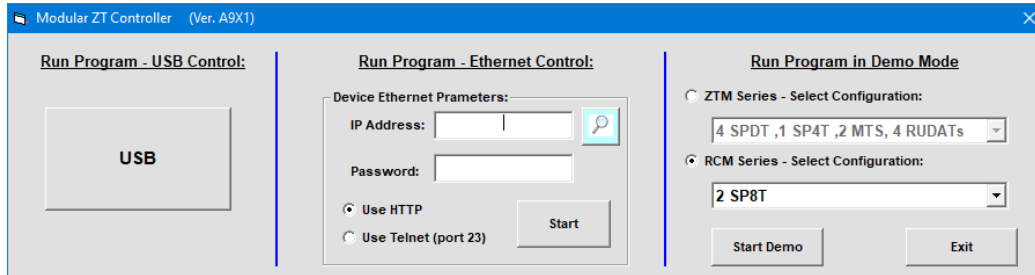 Modular ZT Controller (Ver. A9X1)
Run Program - USB Control:
USB
Run Program - Ethernet Control:
Device Ethernet Prameters:
IP Address:
Password:
Use HTTP
Use Telnet (port 23)
Start
Run Program in Demo Mode
ZTM Series - Select Configuration:
4 SPDT ,1 SP4T ,2 MTS, 4 RUDATs
RCM Series - Select Configuration:
2 SP8T
Start Demo
Exit